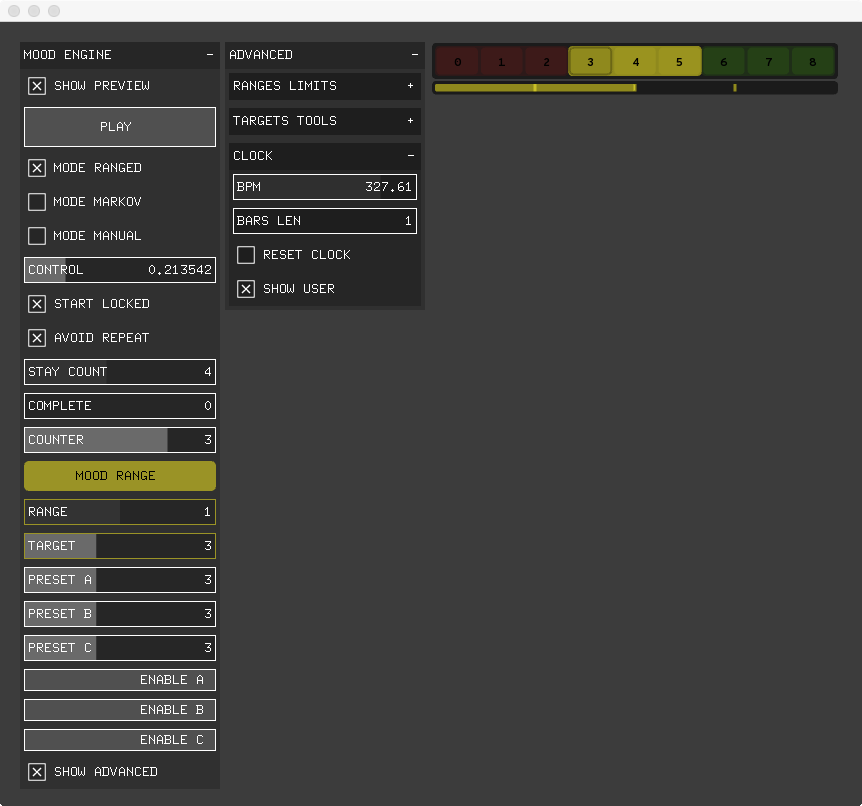 MOOD ENGINE -
SHOW PREVIEW
PLAY
MODE RANGED
MODE MARKOV
MODE MANUAL
CONTROL 0.213542
START LOCKED
AVOID REPEAT
STAY COUNT 4
COMPLETE 0
COUNTER 3
MOOD RANGE
RANGE 1
TARGET 3
PRESET A 3
PRESET B 3
PRESET C 3
ENABLE A
ENABLE B
ENABLE C
SHOW ADVANCED
ADVANCED -
RANGES LIMITS +
TARGETS TOOLS +
CLOCK -
BPM 327.61
BARS LEN 1
RESET CLOCK
SHOW USER
0 1 2 3 4 5 6 7 8